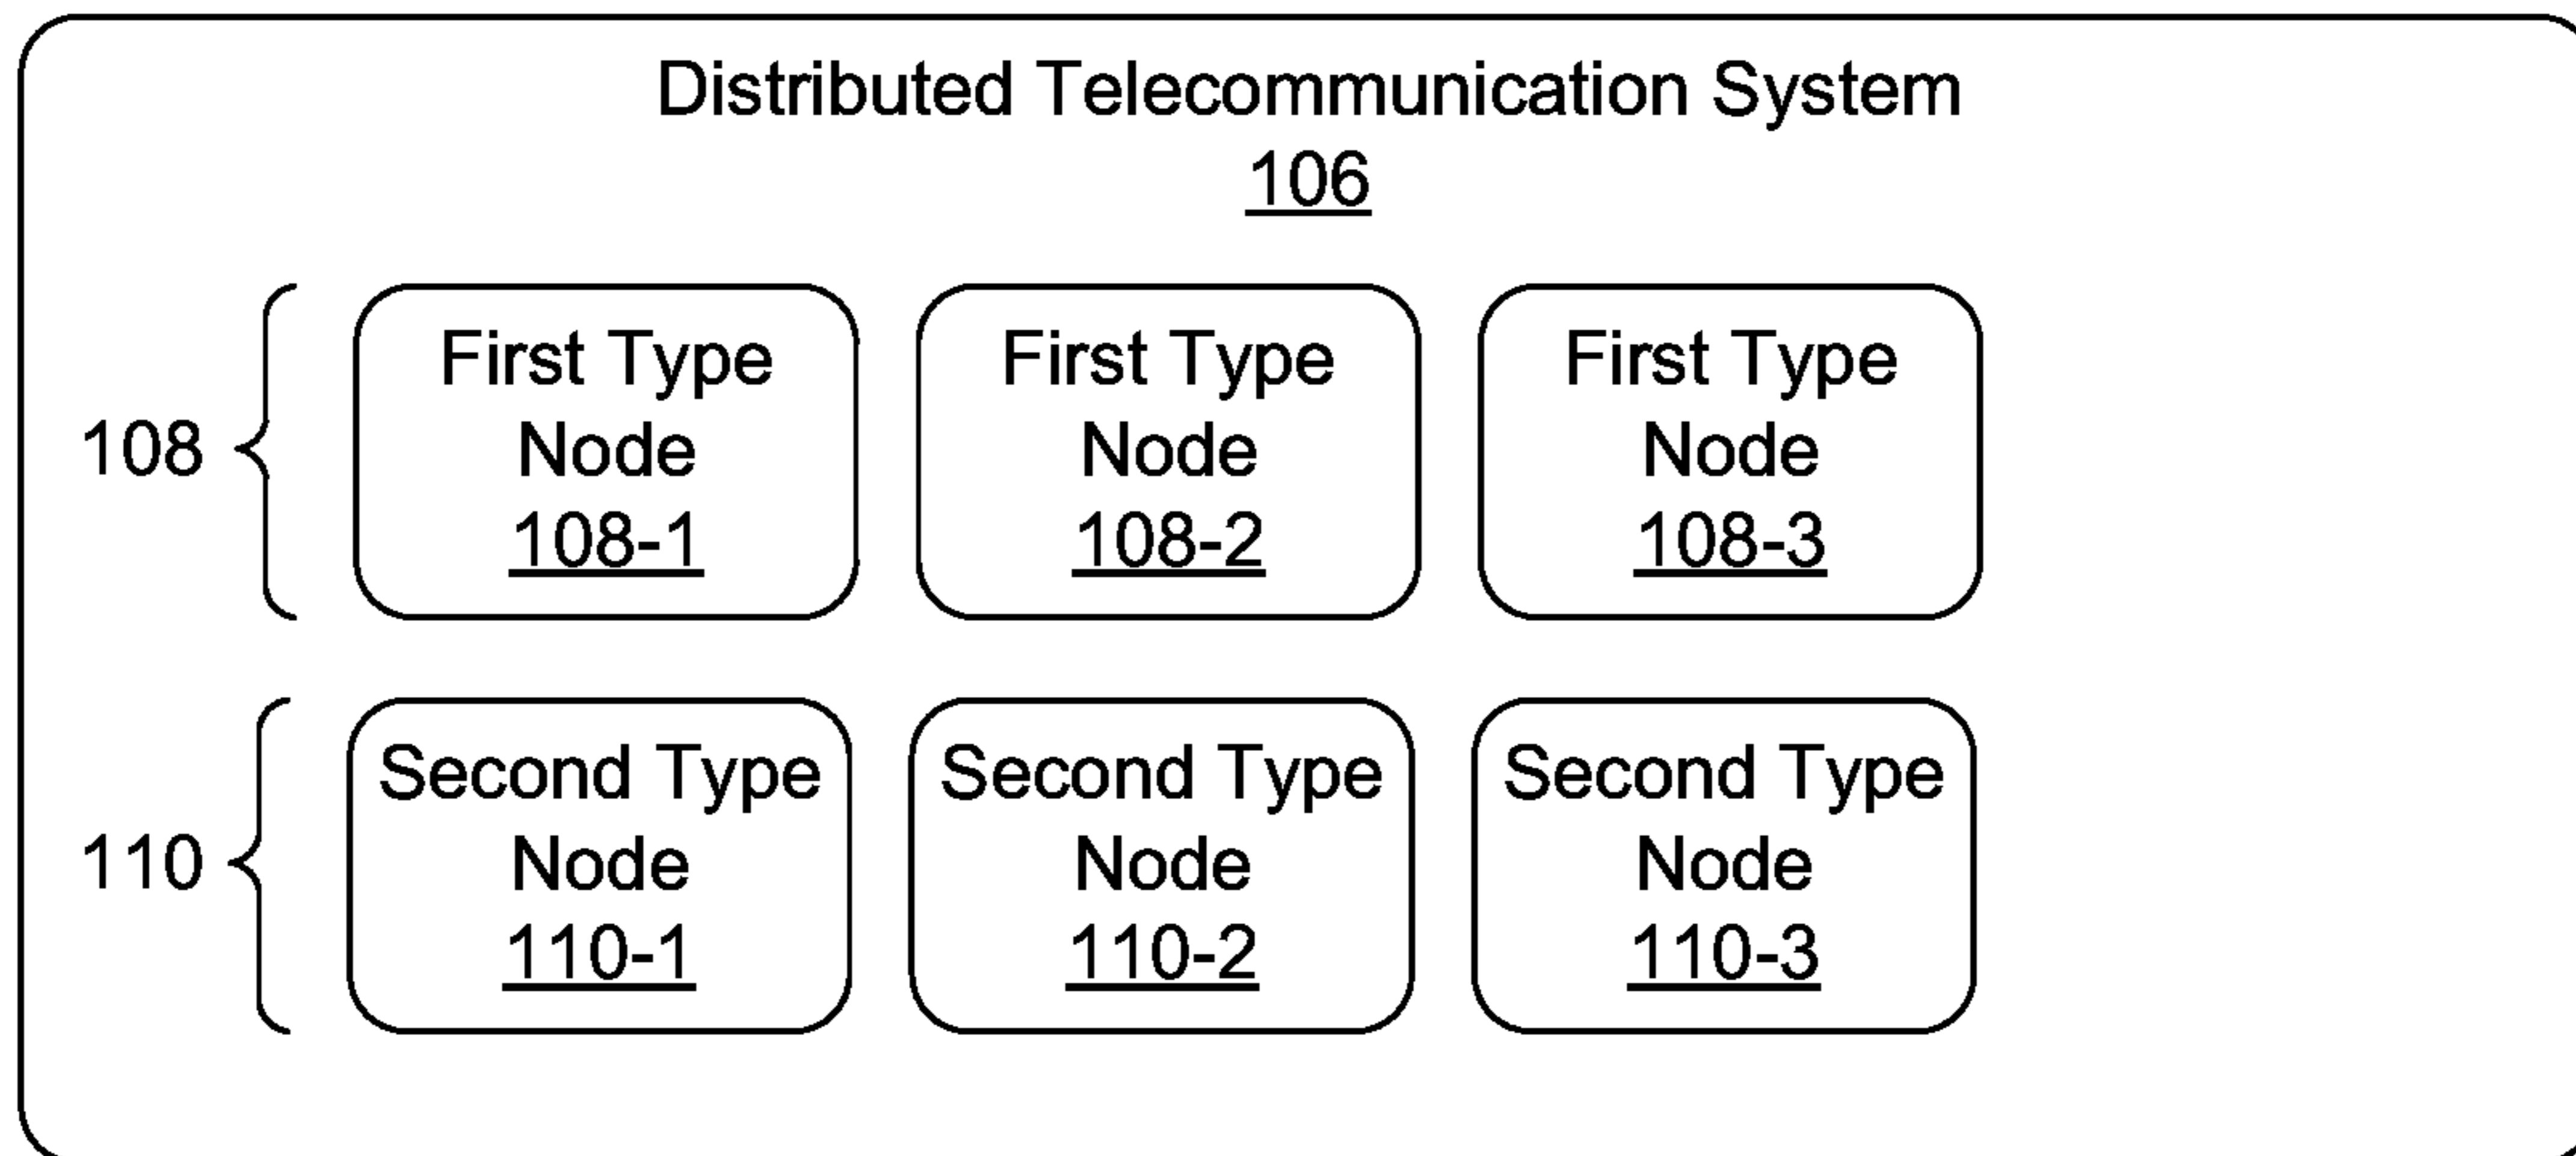 Distributed Telecommunication System
106
108
First Type
Node
108-1
First Type
Node
108-2
First Type
Node
108-3
110
Second Type
Node
110-1
Second Type
Node
110-2
Second Type
Node
110-3